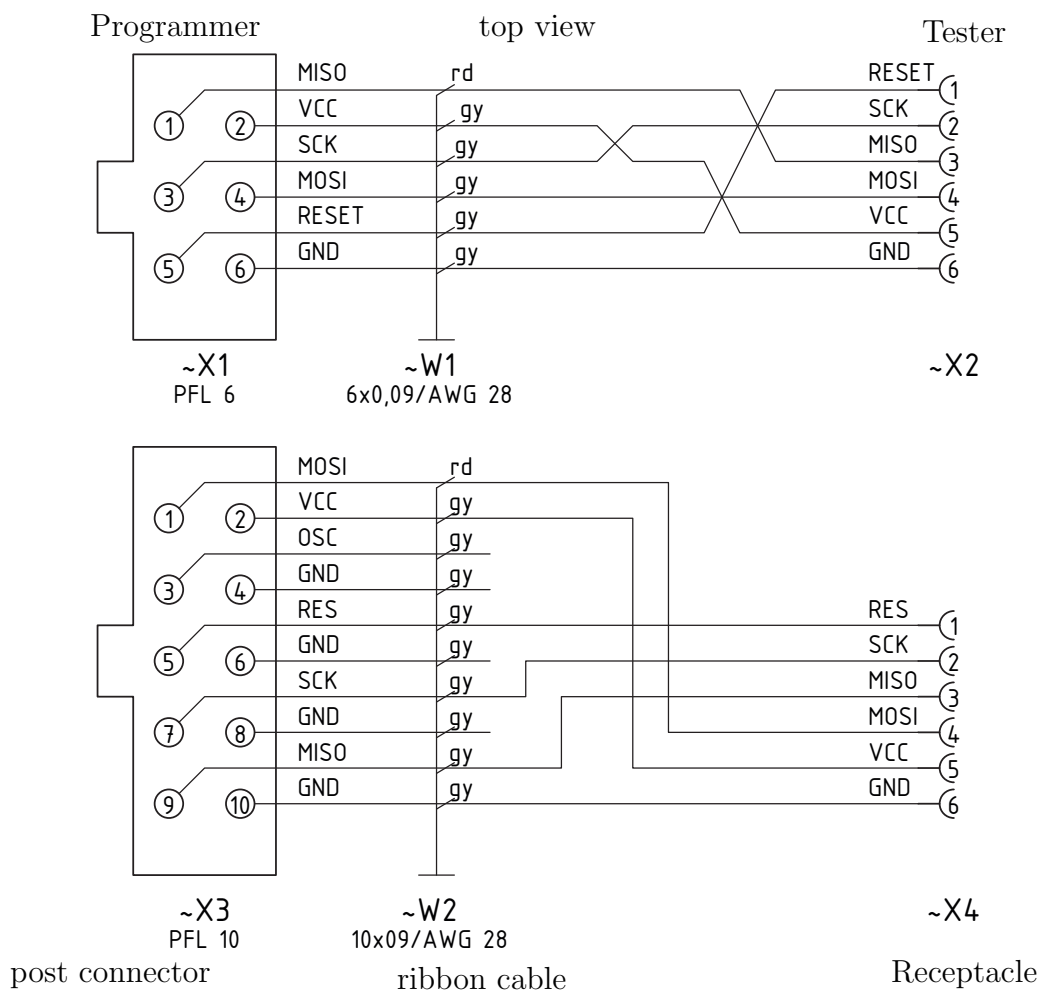 Programmer top view Tester
MISO rd RESET 1
VCC gy SCK
1 2 2
SCK gy MISO 3
MOSI gy MOSI
3 4 4
RESET gy VCC 5
GND gy GND
5 6 6
~X1 ~W1 ~X2
PFL 6 6x0,09/AWG 28
MOSI rd
VCC gy
1 2
OSC gy
GND gy
3 4
RES gy RES 1
GND gy SCK
5 6 2
SCK gy MISO 3
GND gy MOSI
7 8 4
MISO gy VCC 5
GND gy GND
9 10 6
~X3 ~W2 ~X4
PFL 10 10x09/AWG 28
post connector ribbon cable Receptacle